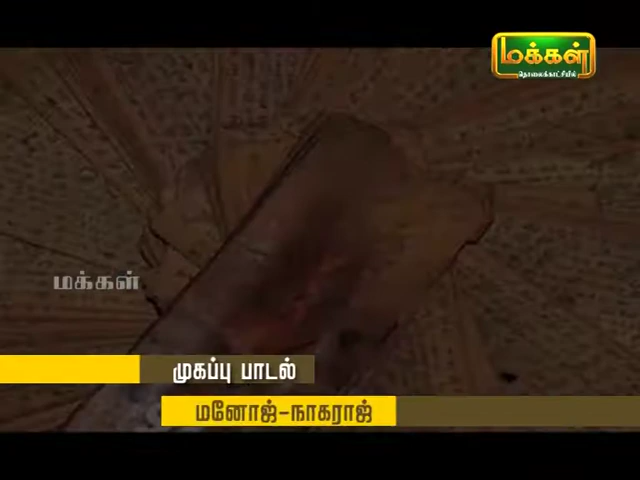 மக்கள்
தொலைக்காட்சியில்
மக்கள்
முகப்பு பாடல்
மனோஜ்-நாகராஜ்